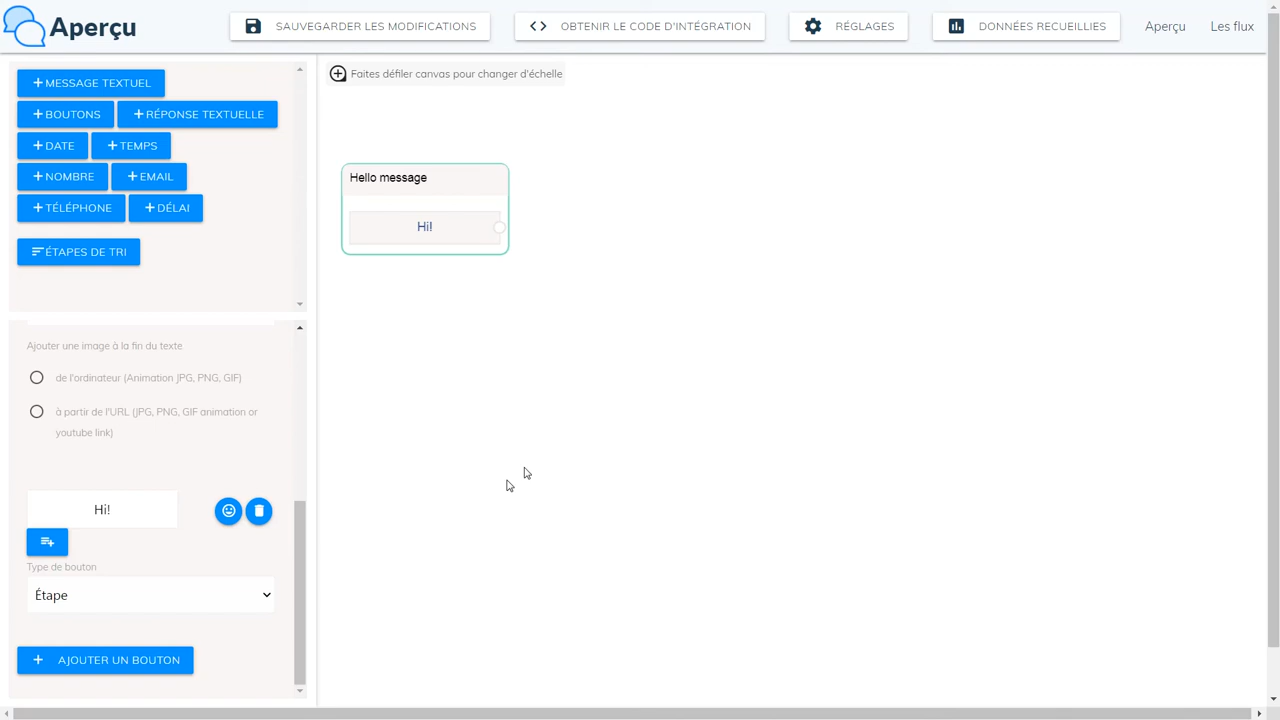 Aperçu
SAUVEGARDER LES MODIFICATIONS
OBTENIR LE CODE D'INTÉGRATION
RÉGLAGES
DONNÉES RECUEILLIES
Aperçu
Les flux
MESSAGE TEXTUEL
BOUTONS
RÉPONSE TEXTUELLE
DATE
TEMPS
NOMBRE
EMAIL
TÉLÉPHONE
DÉLAI
ÉTAPES DE TRI
Faites défiler canvas pour changer d'échelle
Hello message
Hi!
Ajouter une image à la fin du texte
de l'ordinateur (Animation JPG, PNG, GIF)
à partir de l'URL (JPG, PNG, GIF animation or
youtube link)
Hi!
Type de bouton
Étape
AJOUTER UN BOUTON